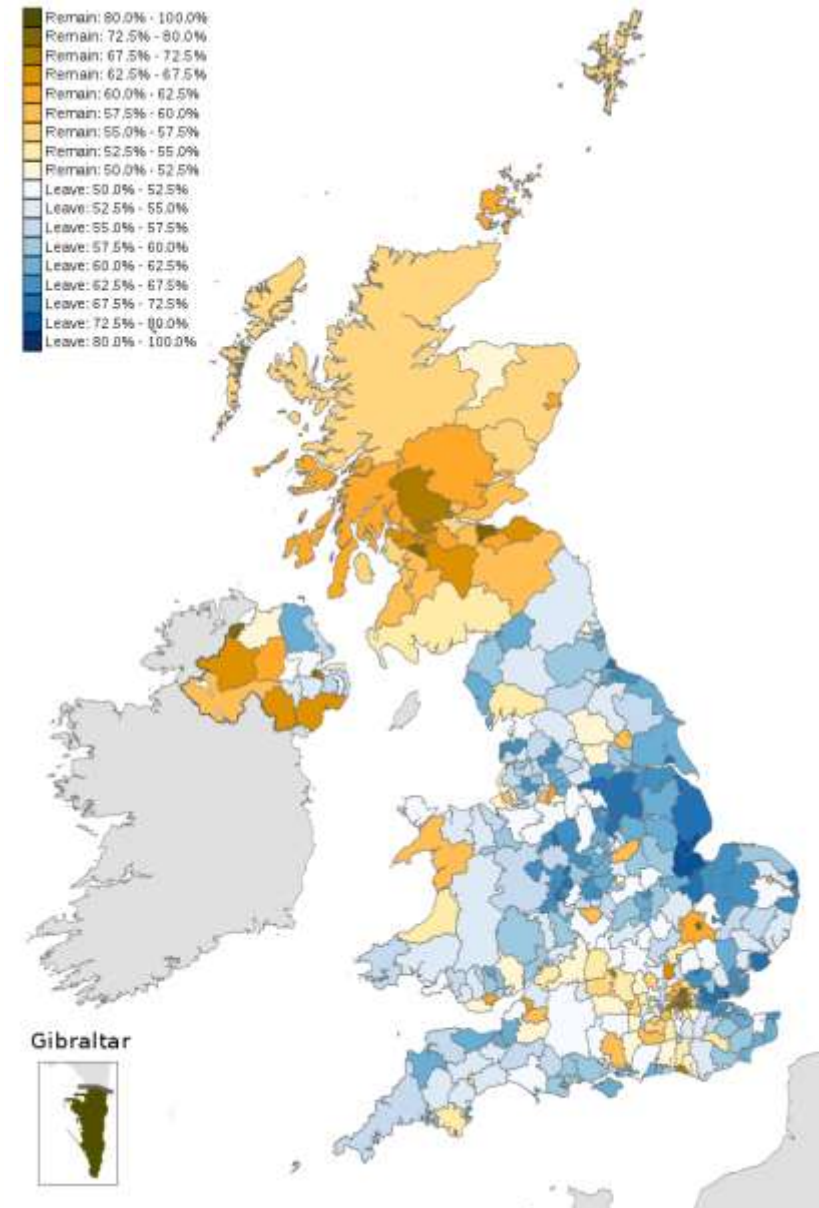 Remain: 80.0% - 100.0%
Remain: 72.5% - 80.0%
Remain: 67.5% - 72.5%
Remain: 62.5% - 67.5%
Remain: 60.0% - 62.5%
Remain: 57.5% - 60.0%
Remain: 55.0% - 57.5%
Remain: 52.5% - 55.0%
Remain: 50.0% - 52.5%
Leave: 50.0% - 52.5%
Leave: 52.5% - 55.0%
Leave: 55.0% - 57.5%
Leave: 57.5% - 60.0%
Leave: 60.0% - 62.5%
Leave: 62.5% - 67.5%
Leave: 67.5% - 72.5%
Leave: 72.5% - 80.0%
Leave: 80.0% - 100.0%
Gibraltar